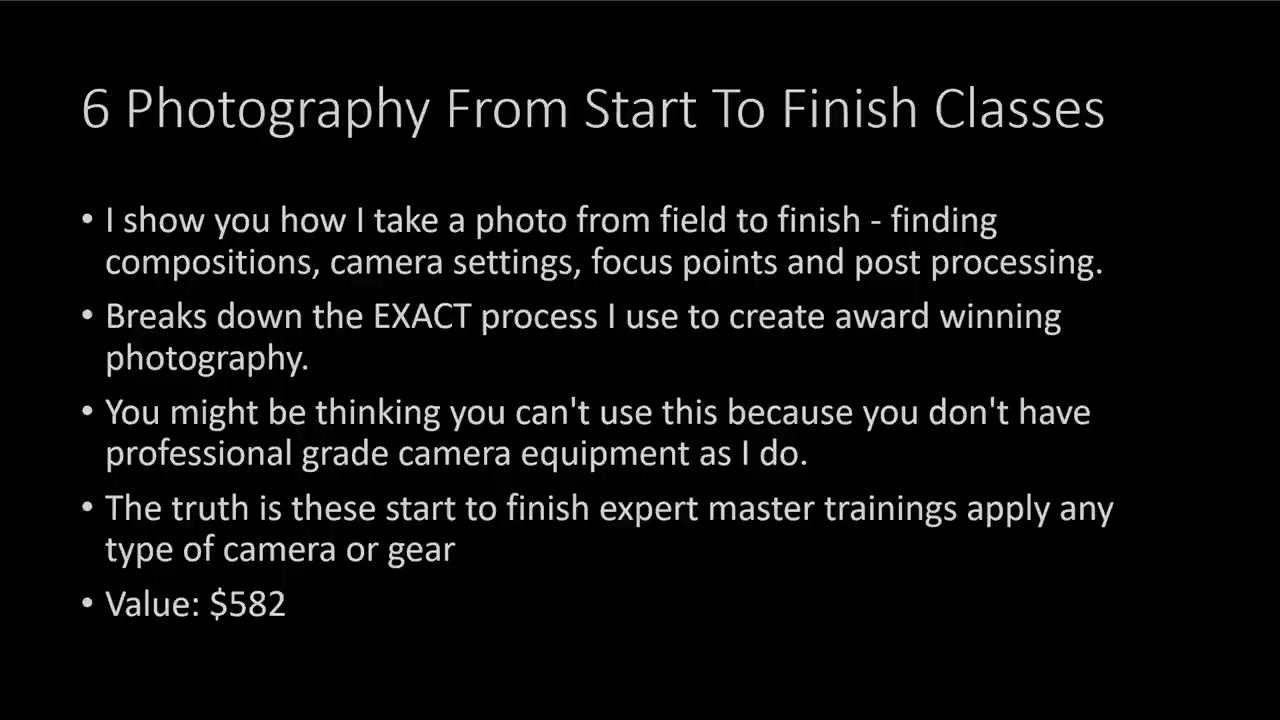 6 Photography From Start To Finish Classes
• I show you how I take a photo from field to finish - finding
compositions, camera settings, focus points and post processing.
• Breaks down the EXACT process I use to create award winning
photography.
• You might be thinking you can't use this because you don't have
professional grade camera equipment as I do.
• The truth is these start to finish expert master trainings apply any
type of camera or gear
• Value: $582